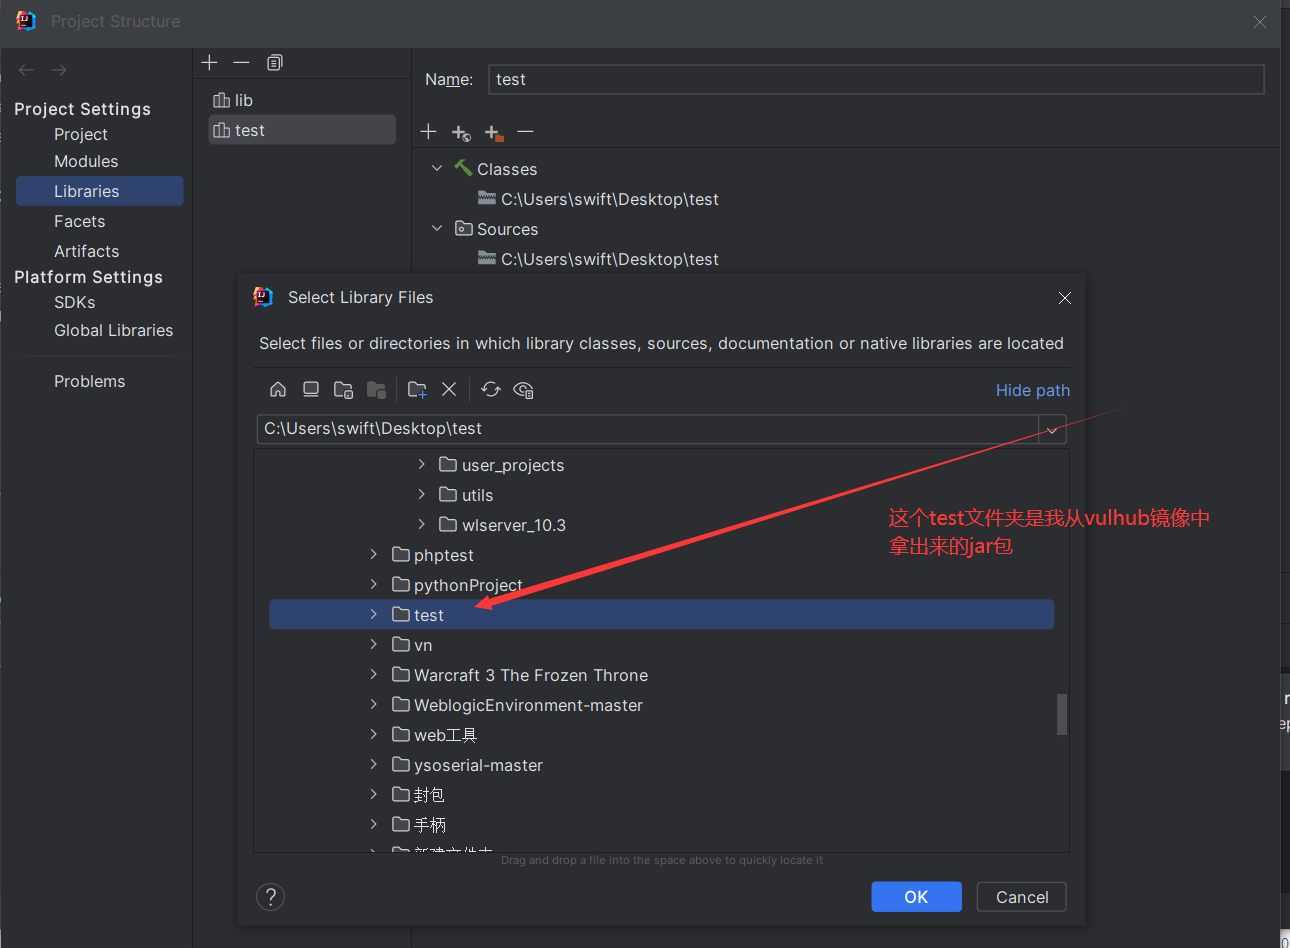 Project Structure
Project Settings
Project
Modules
Libraries
Facets
Artifacts
Platform Settings
SDKs
Global Libraries
Problems
lib
test
Name: test
Classes
C:\Users\swift\Desktop\test
Sources
C:\Users\swift\Desktop\test
Select Library Files
Select files or directories in which library classes, sources, documentation or native libraries are located
Hide path
C:\Users\swift\Desktop\test
user_projects
utils
wlserver_10.3
phptest
pythonProject
test
vn
Warcraft 3 The Frozen Throne
WeblogicEnvironment-master
web工具
ysoserial-master
封包
手柄
新建文件夹
这个test文件夹是我从vulhub镜像中
拿出来的jar包
Drag and drop a file into the space above to quickly locate it
?
OK
Cancel